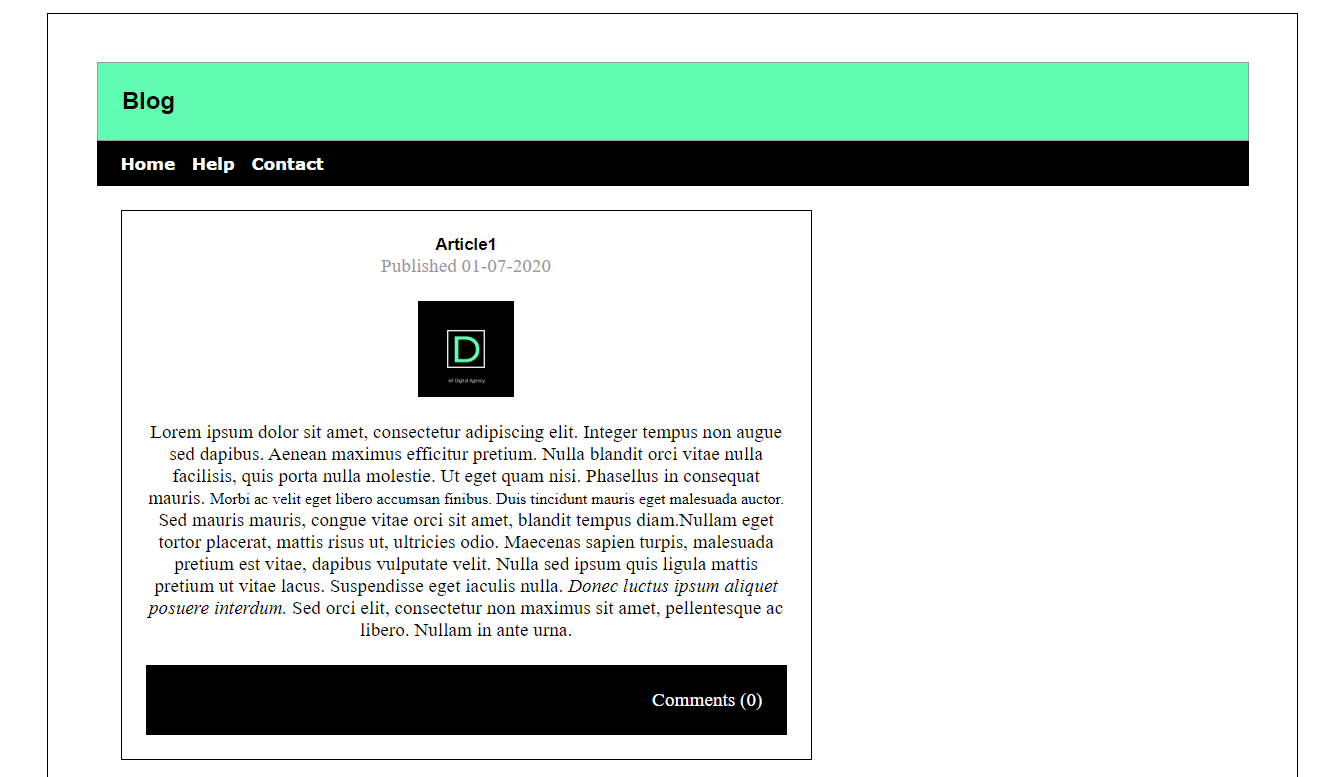 Blog
Home Help Contact
Article1
Published 01-07-2020
D
All Digital Agency
Lorem ipsum dolor sit amet, consectetur adipiscing elit. Integer tempus non augue
sed dapibus. Aenean maximus efficitur pretium. Nulla blandit orci vitae nulla
facilisis, quis porta nulla molestie. Ut eget quam nisi. Phasellus in consequat
mauris. Morbi ac velit eget libero accumsan finibus. Duis tincidunt mauris eget malesuada auctor.
Sed mauris mauris, congue vitae orci sit amet, blandit tempus diam.Nullam eget
tortor placerat, mattis risus ut, ultricies odio. Maecenas sapien turpis, malesuada
pretium est vitae, dapibus vulputate velit. Nulla sed ipsum quis ligula mattis
pretium ut vitae lacus. Suspendisse eget iaculis nulla. Donec luctus ipsum aliquet
posuere interdum. Sed orci elit, consectetur non maximus sit amet, pellentesque ac
libero. Nullam in ante urna.
Comments (0)